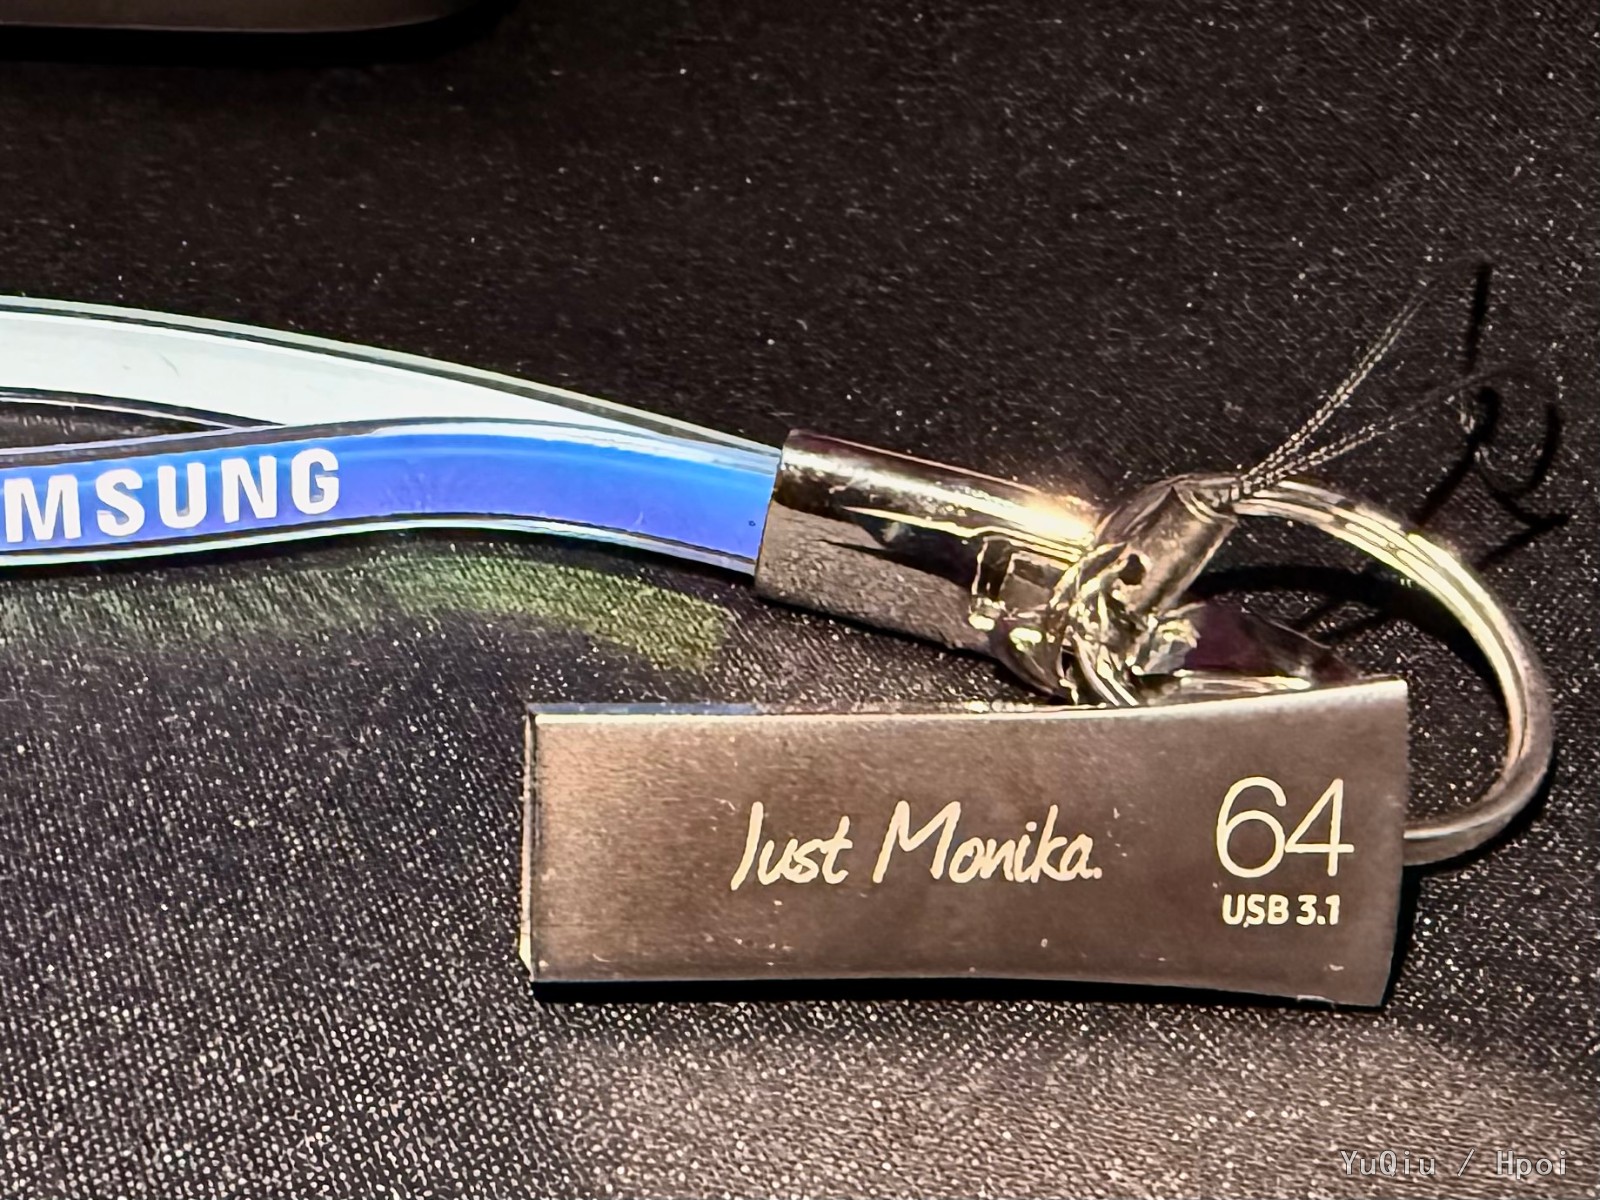 MSUNG
Just Monika.
64
USB 3.1
YuQiu / Hpoi